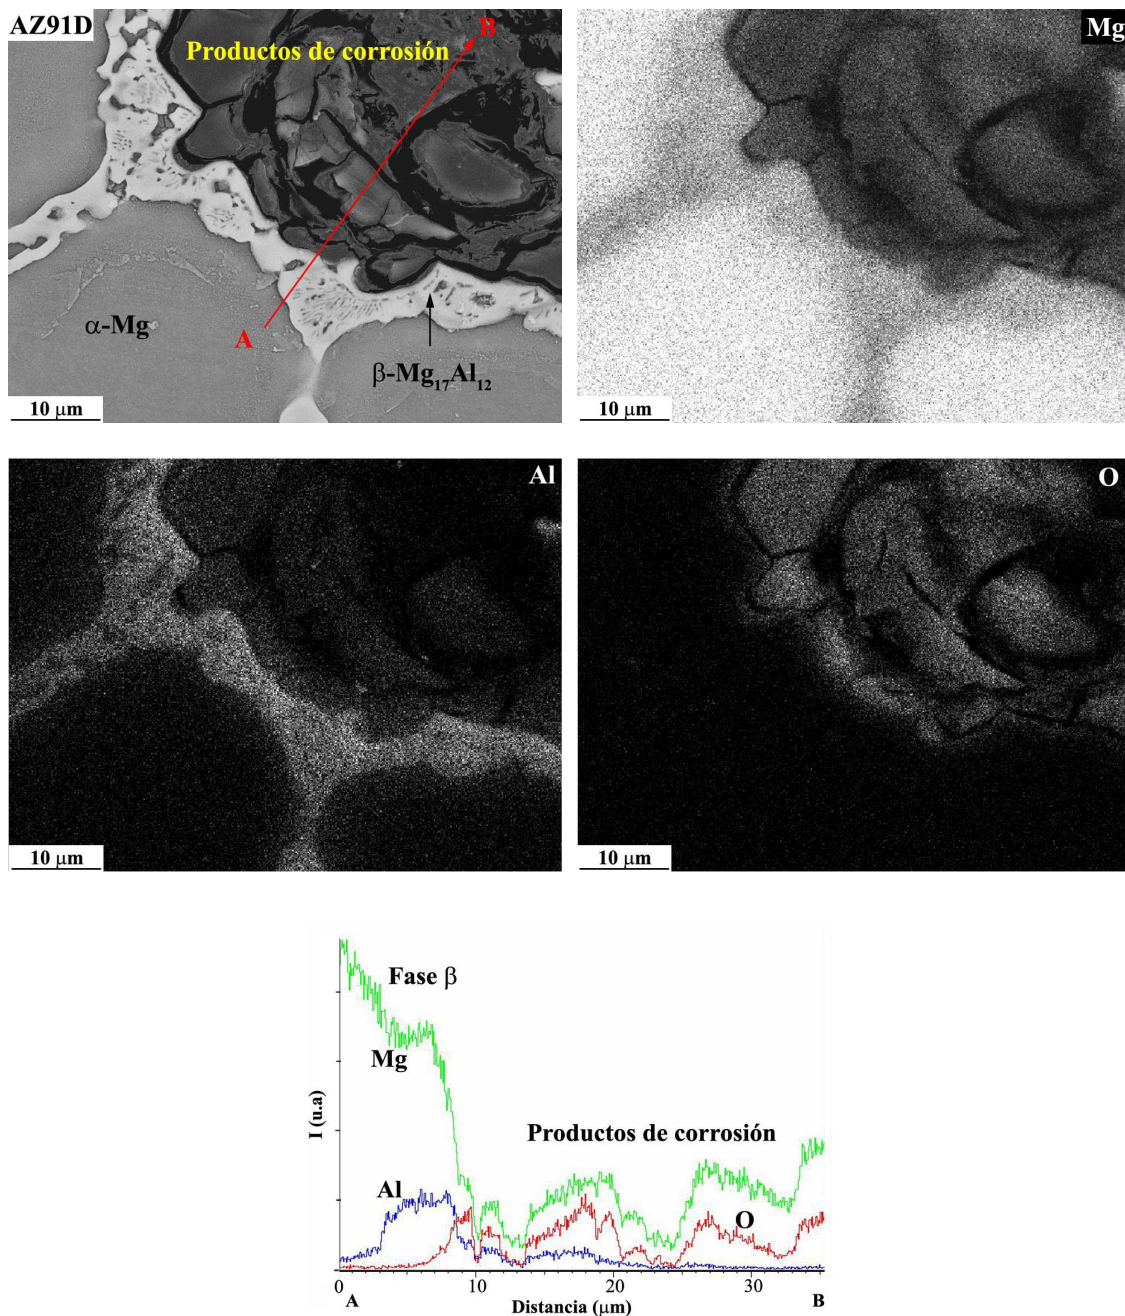 AZ91D
Productos de corrosión
B
A
α-Mg
β-Mg₁₇Al₁₂
10 µm
Mg
10 µm
Al
10 µm
O
10 µm
Fase β
Mg
Productos de corrosión
Al
O
I (u.a)
0 10 20 30
A B
Distancia (µm)